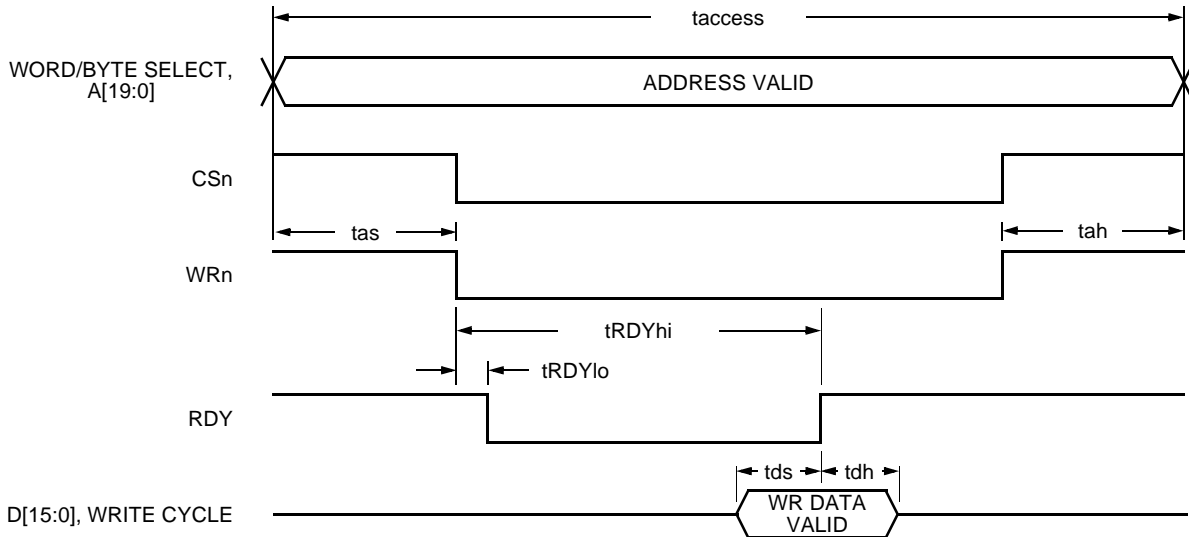 taccess
WORD/BYTE SELECT,
A[19:0]
ADDRESS VALID
CSn
tas
tah
WRn
tRDYhi
tRDYlo
RDY
tds
tdh
D[15:0], WRITE CYCLE
WR DATA
VALID